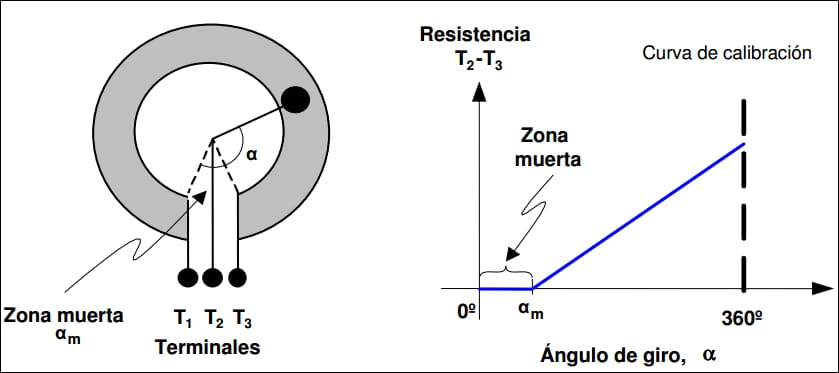 α
Zona muerta
αm
T1 T2 T3
Terminales
Resistencia
T2-T3
Curva de calibración
Zona
muerta
0º
αm
360º
Ángulo de giro, α